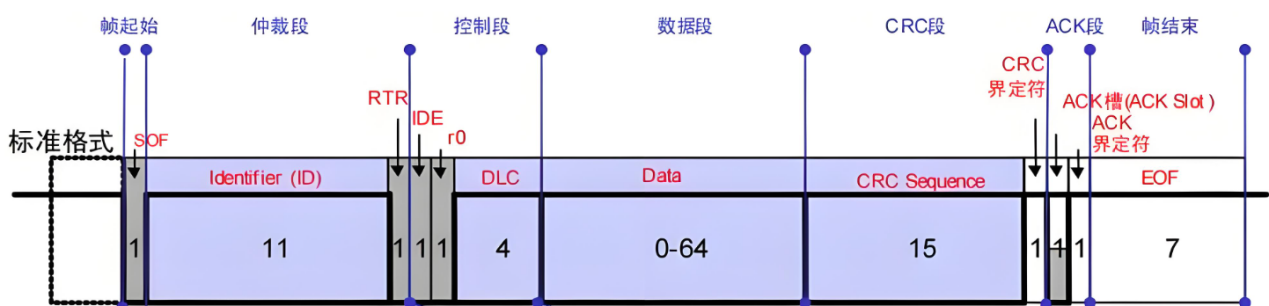 帧起始 仲裁段 控制段 数据段 CRC段 ACK段 帧结束
CRC
界定符
RTR
IDE
r0
ACK槽(ACK Slot)
ACK
界定符
标准格式
SOF
Identifier (ID) DLC Data CRC Sequence EOF
1 11 1 1 1 4 0-64 15 1 1 1 7